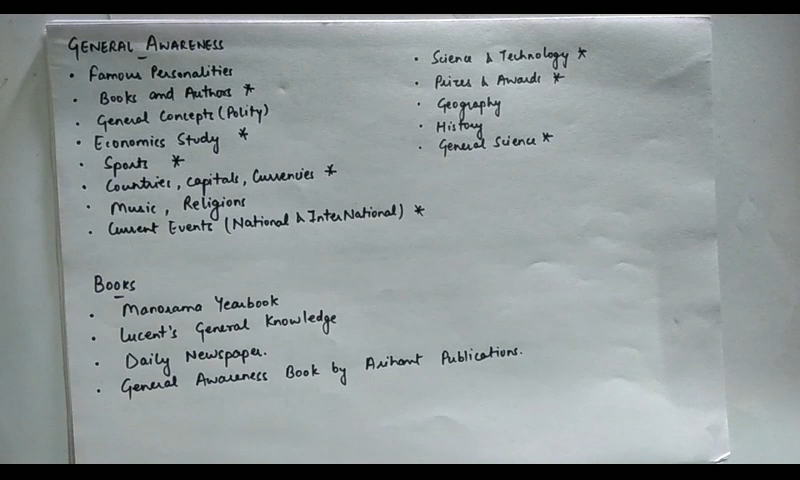 GENERAL AWARENESS
• Famous Personalities
• Books and Authors *
• General Concepts (Polity)
• Economics Study *
• Sports *
• Countries, Capitals, Currencies *
• Music, Religions
• Current Events (National & InterNational) *
• Science & Technology *
• Prizes & Awards *
• Geography
• History
• General Science *
Books
• Manorama Yearbook
• Lucent's General Knowledge
• Daily Newspaper.
• General Awareness Book by Arihant Publications.